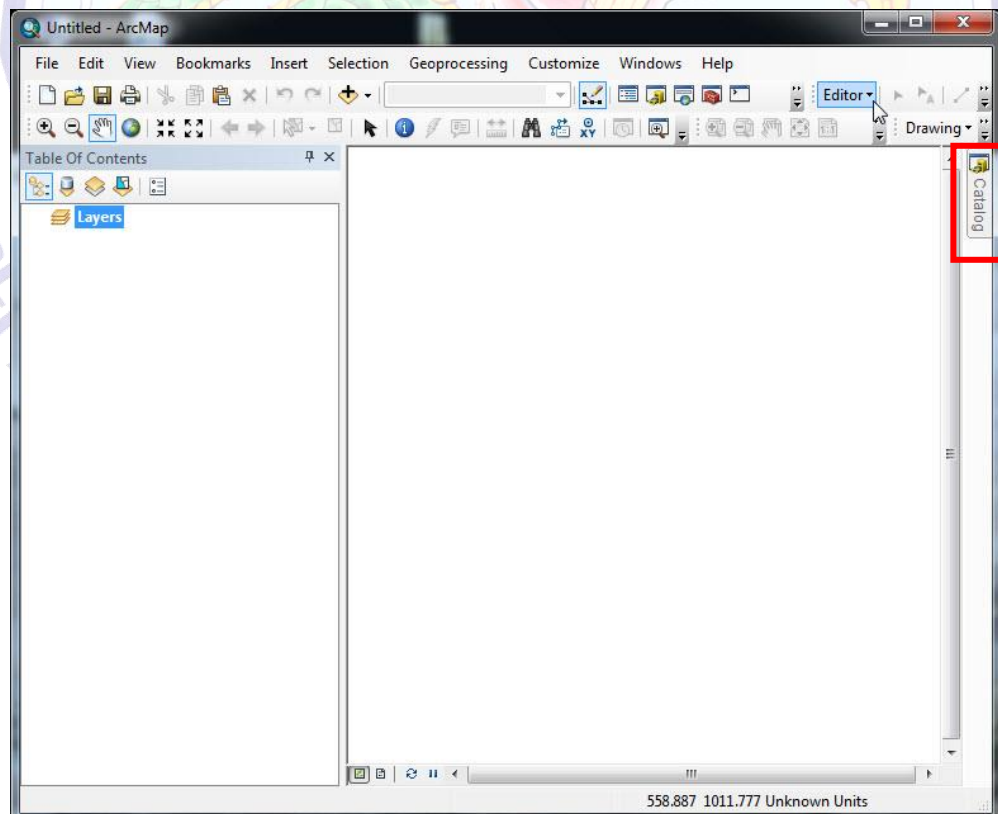 Untitled - ArcMap
File Edit View Bookmarks Insert Selection Geoprocessing Customize Windows Help
Editor
Drawing
Table Of Contents
Layers
Catalog
558.887 1011.777 Unknown Units